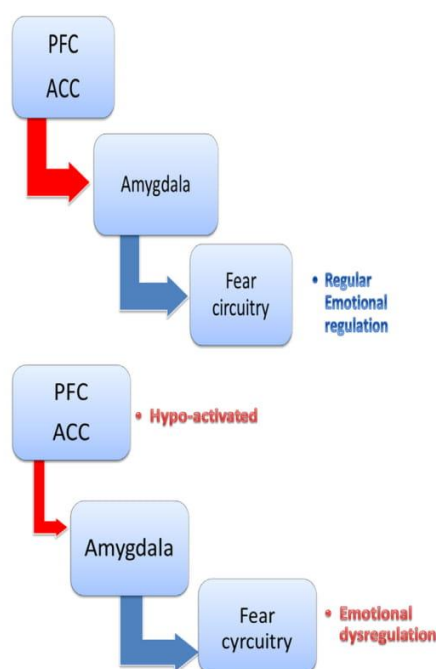 PFC
ACC
Amygdala
Fear
circuitry
• Regular
Emotional
regulation
PFC
ACC
• Hypo-activated
Amygdala
Fear
cyrcuitry
• Emotional
dysregulation